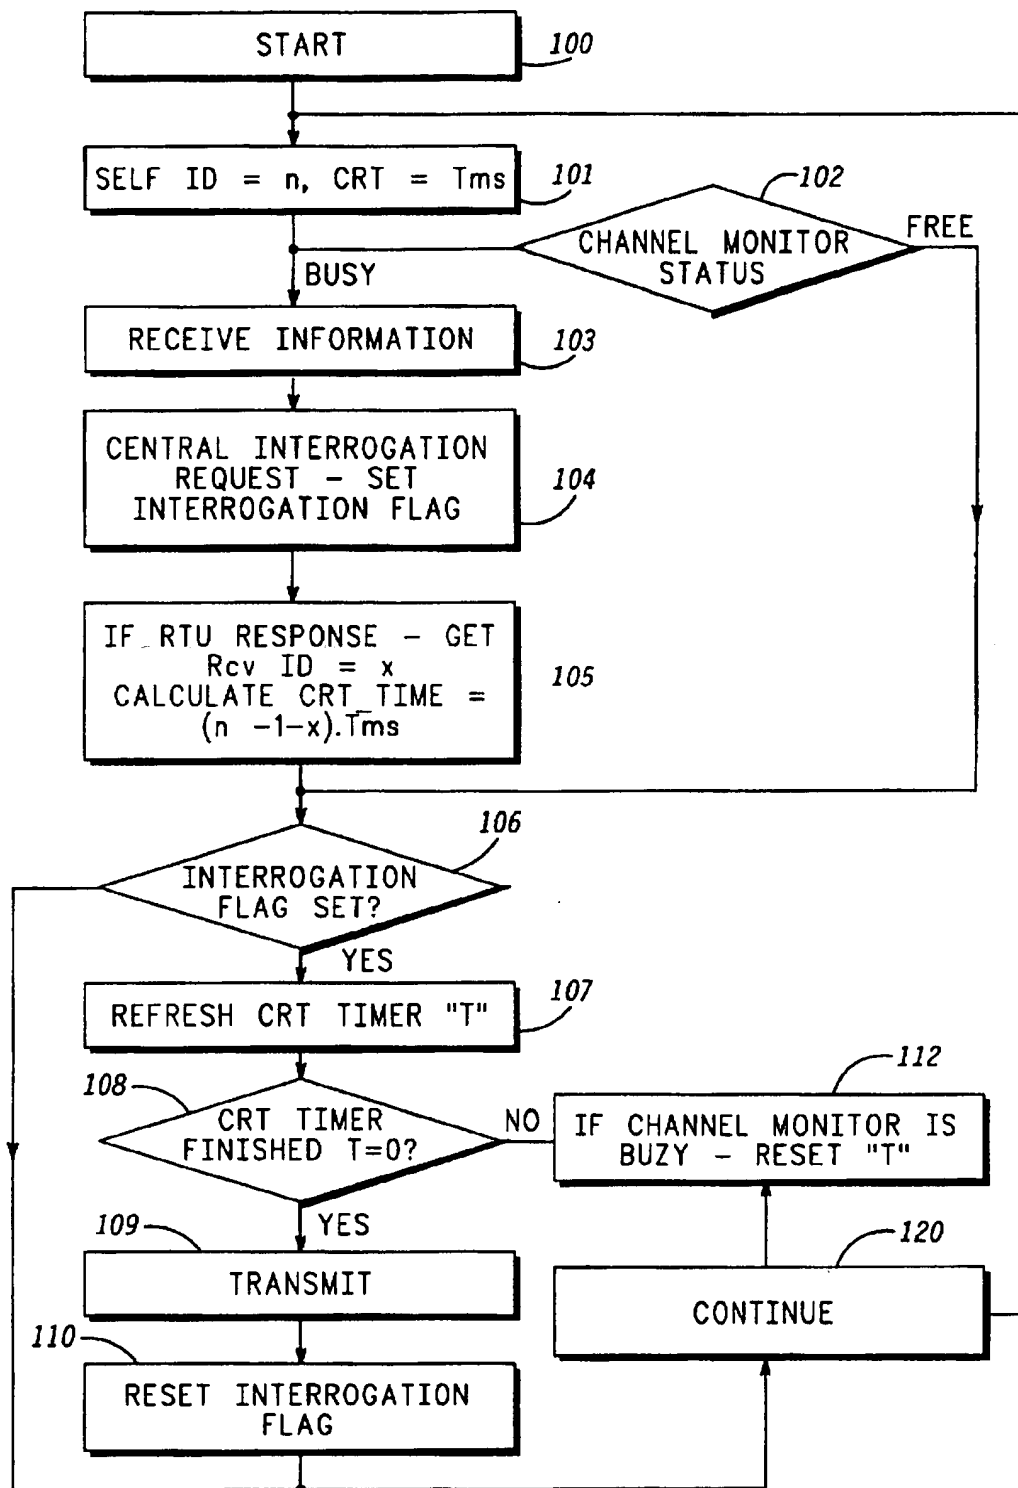 START
100
SELF ID = n, CRT = Tms
101
102
CHANNEL MONITOR
STATUS
FREE
BUSY
RECEIVE INFORMATION
103
CENTRAL INTERROGATION
REQUEST - SET
INTERROGATION FLAG
104
IF RTU RESPONSE - GET
Rcv ID = x
CALCULATE CRT_TIME =
(n -1-x).Tms
105
106
INTERROGATION
FLAG SET?
YES
REFRESH CRT TIMER "T"
107
108
CRT TIMER
FINISHED T=0?
NO
112
IF CHANNEL MONITOR IS
BUZY - RESET "T"
YES
109
TRANSMIT
120
CONTINUE
110
RESET INTERROGATION
FLAG